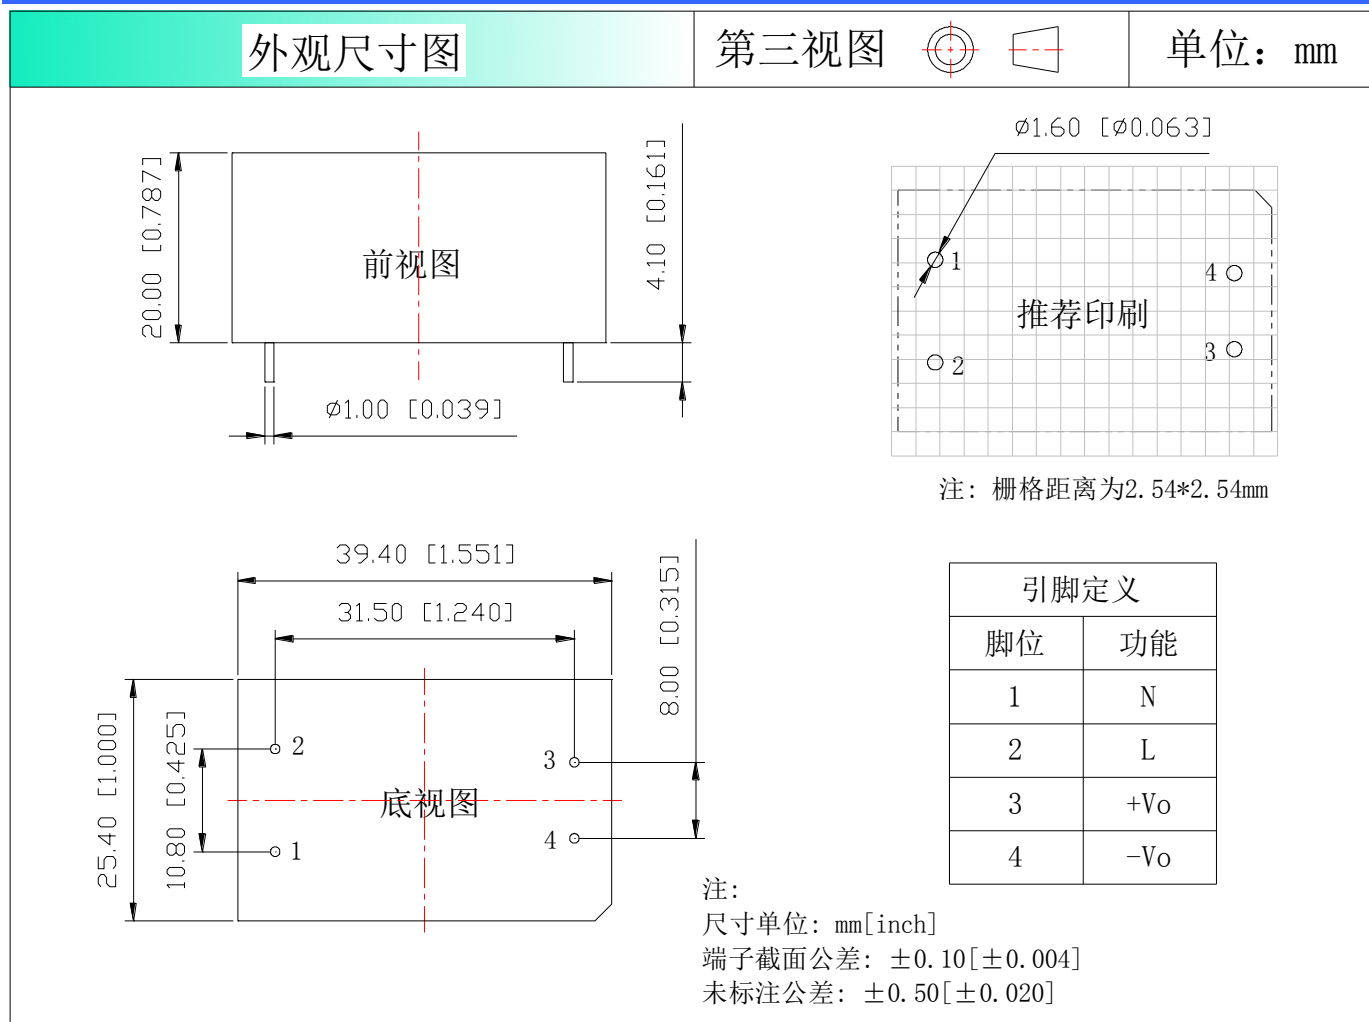 外观尺寸图
第三视图
单位: mm
20.00 [0.787]
前视图
4.10 [0.161]
ø1.00 [0.039]
ø1.60 [ø0.063]
1
4
推荐印刷
3
2
注: 栅格距离为2.54*2.54mm
39.40 [1.551]
31.50 [1.240]
8.00 [0.315]
25.40 [1.000]
10.80 [0.425]
2
3
底视图
4
1
引脚定义
脚位 功能
1 N
2 L
3 +Vo
4 -Vo
注:
尺寸单位: mm[inch]
端子截面公差: ±0.10[±0.004]
未标注公差: ±0.50[±0.020]